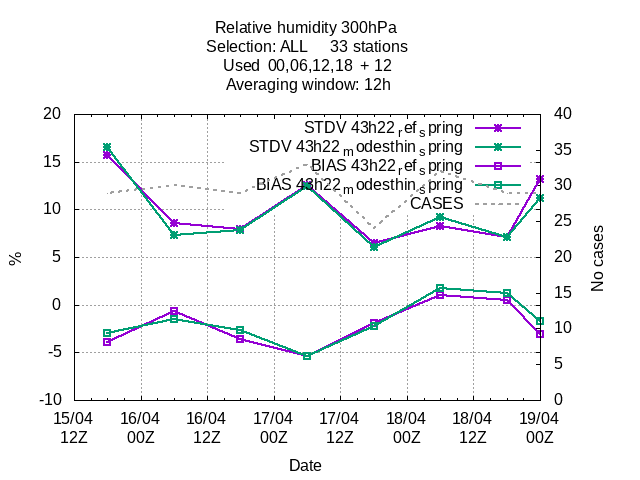 Relative humidity 300hPa
Selection: ALL 33 stations
Used 00,06,12,18 + 12
Averaging window: 12h
20 40
STDV 43h22_ref_spring
STDV 43h22_modesthin_spring
15 35
BIAS 43h22_ref_spring
BIAS 43h22_modesthin_spring
30
CASES
10 25
5 20
0 15
10
-5 5
-10 0
%
No cases
15/04 16/04 16/04 17/04 17/04 18/04 18/04 19/04
12Z 00Z 12Z 00Z 12Z 00Z 12Z 00Z
Date